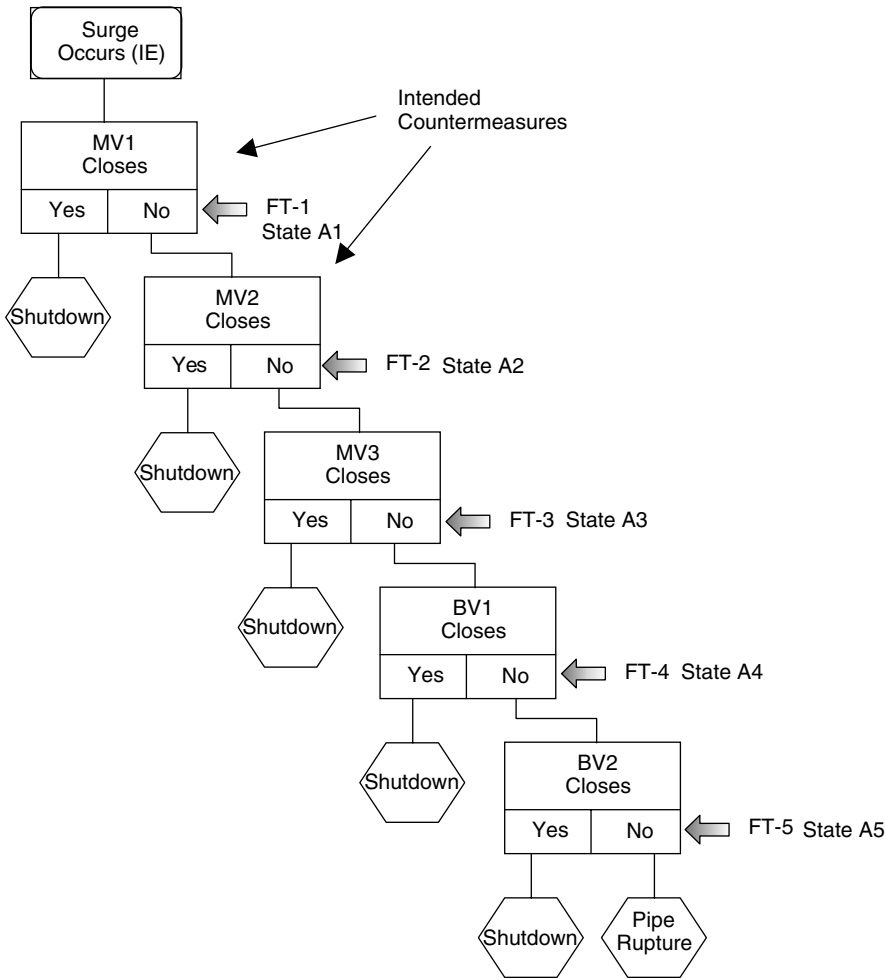 Surge
Occurs (IE)
Intended
Countermeasures
MV1
Closes
Yes No
FT-1
State A1
Shutdown
MV2
Closes
Yes No
FT-2 State A2
Shutdown
MV3
Closes
Yes No
FT-3 State A3
Shutdown
BV1
Closes
Yes No
FT-4 State A4
Shutdown
BV2
Closes
Yes No
FT-5 State A5
Shutdown
Pipe
Rupture